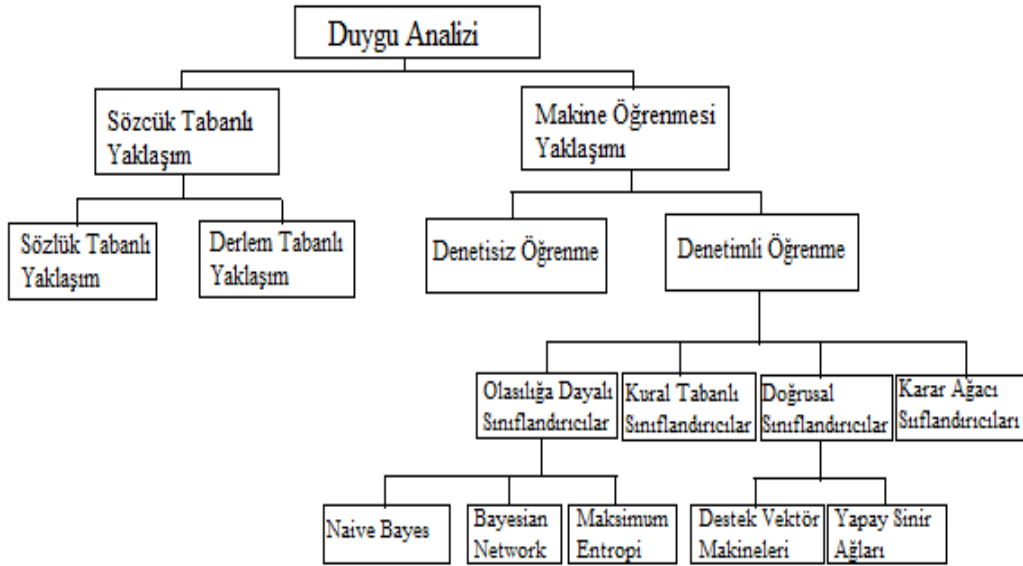 Duygu Analizi
Sözcük Tabanlı
Yaklaşım
Makine Öğrenmesi
Yaklaşımı
Sözlük Tabanlı
Yaklaşım
Derlem Tabanlı
Yaklaşım
Denetisiz Öğrenme
Denetimli Öğrenme
Olasılığa Dayalı
Sınıflandırıcılar
Kural Tabanlı
Sınıflandırıcılar
Doğrusal
Sınıflandırıcılar
Karar Ağacı
Sııflandırıcıları
Naive Bayes
Bayesian
Network
Maksimum
Entropi
Destek Vektör
Makineleri
Yapay Sinir
Ağları